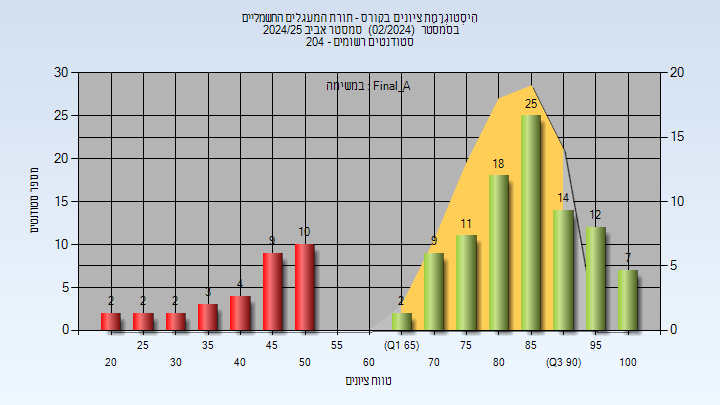 היסטוגרמת ציונים בקורס - תורת המעגלים החשמליים
בסמסטר (02/2024) סמסטר אביב 2024/25
סטודנטים רשומים - 204
במשימה : Final_A
30 25 20 15 10 5 0
מספר סטודנטים
20 15 10 5 0
2 2 2 3 4 9 10 2 9 11 18 25 14 12 7
25 35 45 55 (Q1 65) 75 85 95
20 30 40 50 60 70 80 (Q3 90) 100
טווח ציונים